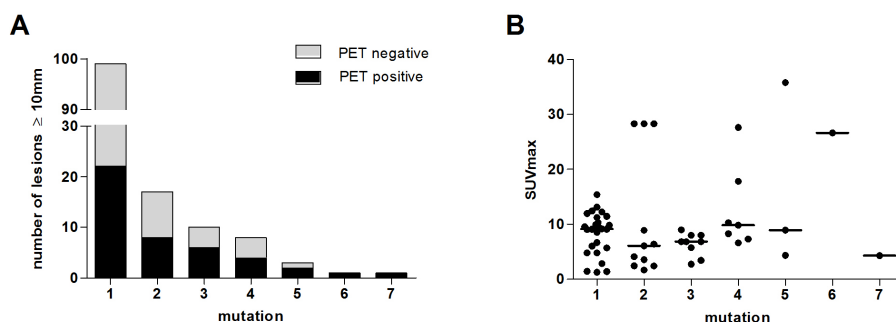 A
number of lesions ≥ 10mm
100
90
30
20
10
0
PET negative
PET positive
1 2 3 4 5 6 7
mutation
B
SUVmax
40
30
20
10
0
1 2 3 4 5 6 7
mutation